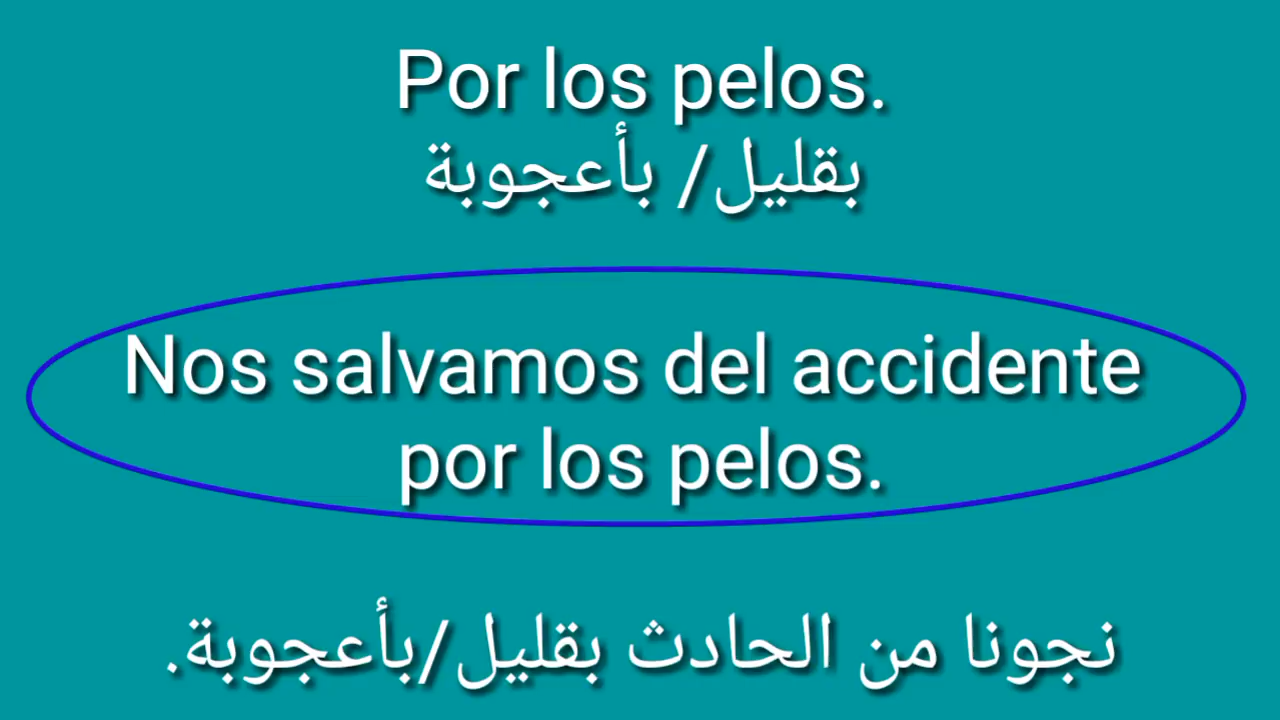 Por los pelos.
بقليل/ بأعجوبة
Nos salvamos del accidente
por los pelos.
نجونا من الحادث بقليل/بأعجوبة.